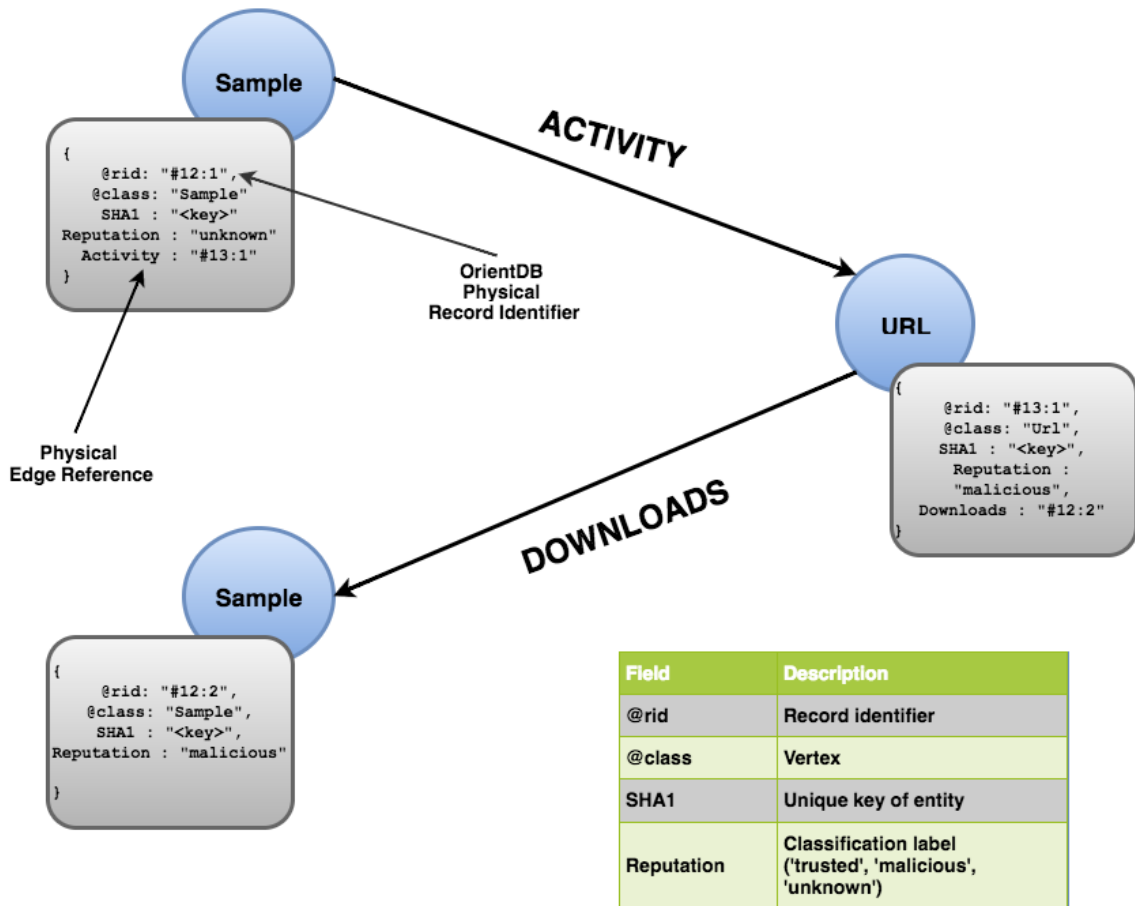 Sample
{
@rid: "#12:1",
@class: "Sample"
SHA1 : "<key>"
Reputation : "unknown"
Activity : "#13:1"
}
ACTIVITY
OrientDB
Physical
Record Identifier
Physical
Edge Reference
URL
{
@rid: "#13:1",
@class: "Url",
SHA1 : "<key>",
Reputation :
"malicious",
Downloads : "#12:2"
}
DOWNLOADS
Sample
{
@rid: "#12:2",
@class: "Sample",
SHA1 : "<key>",
Reputation : "malicious"
}
Field Description
@rid Record identifier
@class Vertex
SHA1 Unique key of entity
Reputation Classification label
('trusted', 'malicious',
'unknown')